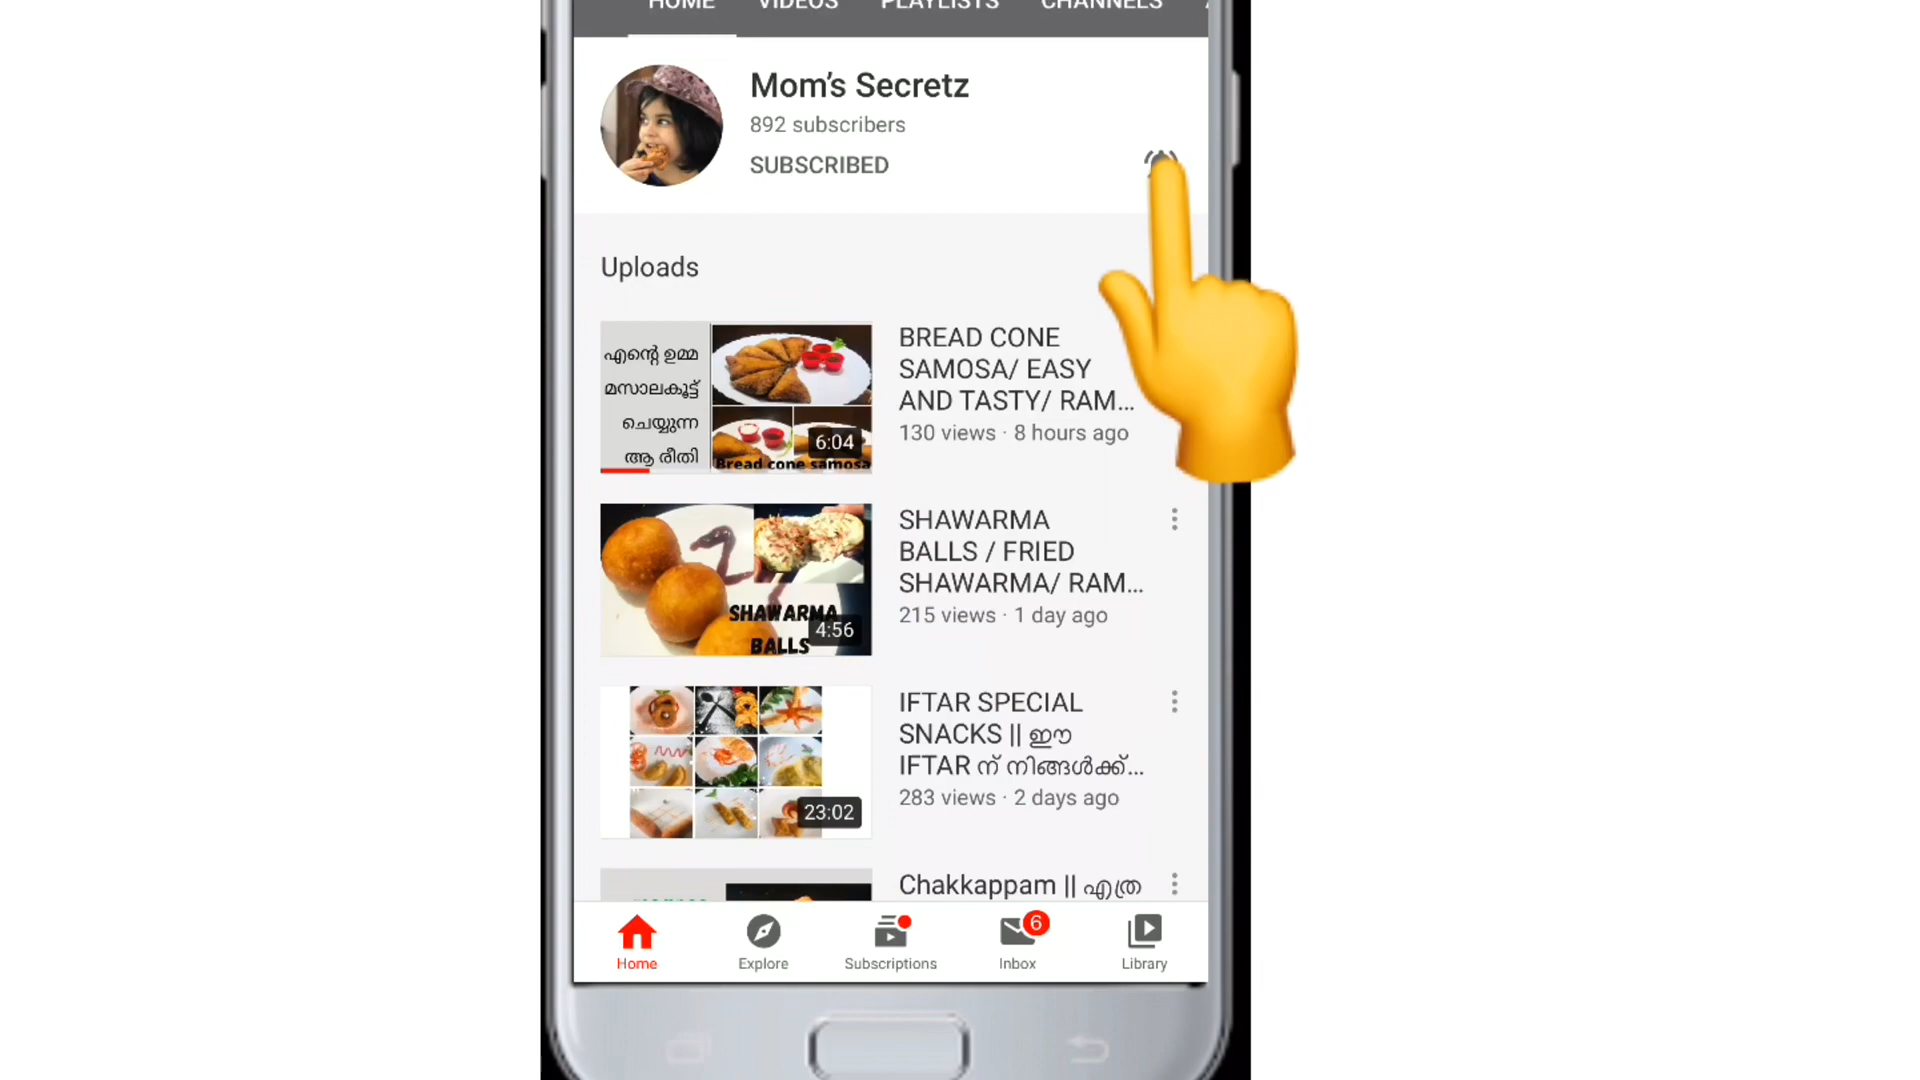 HOME VIDEOS PLAYLISTS CHANNELS
Mom's Secretz
892 subscribers
SUBSCRIBED
Uploads
എന്റെ ഉമ്മ
മസാലകൂട്ട്
ചെയ്യുന്ന
ആ രീതി
6:04
Bread cone samosa
BREAD CONE
SAMOSA/ EASY
AND TASTY/ RAM...
130 views · 8 hours ago
SHAWARMA
BALLS
4:56
SHAWARMA
BALLS / FRIED
SHAWARMA/ RAM...
215 views · 1 day ago
23:02
IFTAR SPECIAL
SNACKS || ഈ
IFTAR ന് നിങ്ങൾക്ക്...
283 views · 2 days ago
Chakkappam || എത്ര
6
Home Explore Subscriptions Inbox Library